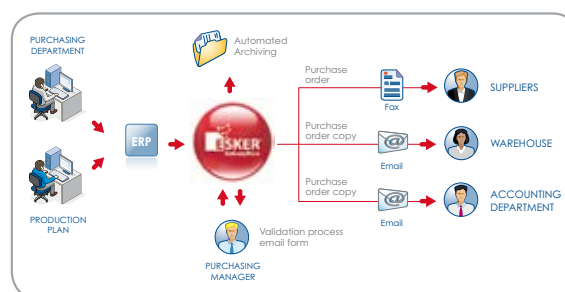 PURCHASING
DEPARTMENT
Automated
Archiving
Purchase
order
Fax
SUPPLIERS
ERP
ESKER
Purchase
order copy
Email
WAREHOUSE
Purchase
order copy
Email
ACCOUNTING
DEPARTMENT
PRODUCTION
PLAN
Validation process
email form
PURCHASING
MANAGER